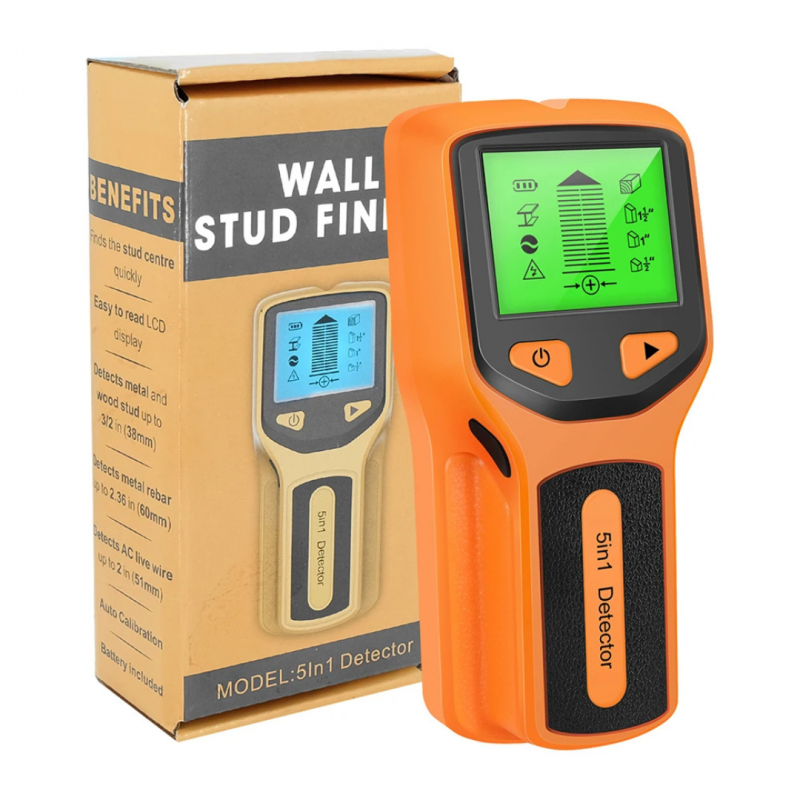 BENEFITS
Finds the stud centre
quickly
Easy to read LCD
display
Detects metal and
wood stud up to
3/2 in (38mm)
Detects metal rebar
up to 2.36 in (60mm)
Detects AC live wire
up to 2 in (51mm)
Auto Calibration
Battery included
WALL
STUD FIN
5in1 Detector
MODEL:5In1 Detector
1½"
1"
½"
5in1 Detector